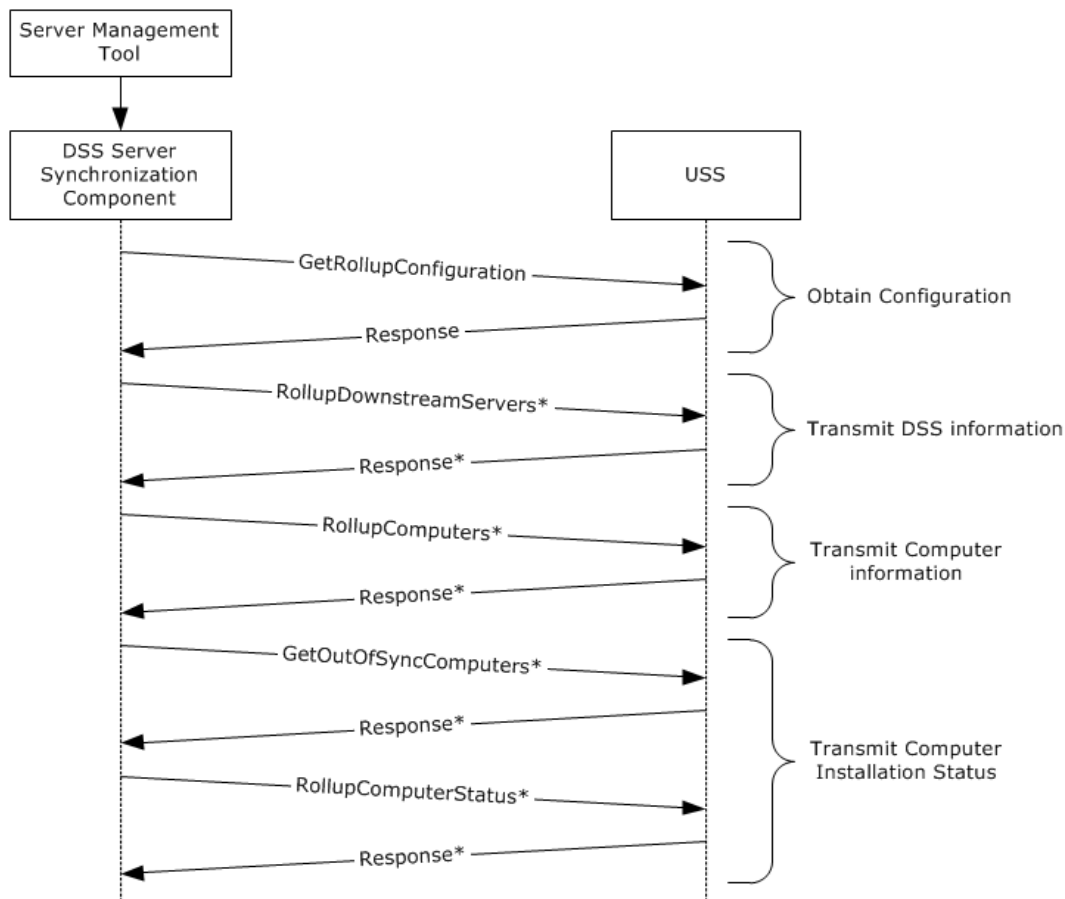 Server Management
Tool
DSS Server
Synchronization
Component
USS
GetRollupConfiguration
Response
Obtain Configuration
RollupDownstreamServers*
Response*
Transmit DSS information
RollupComputers*
Response*
Transmit Computer
information
GetOutOfSyncComputers*
Response*
RollupComputerStatus*
Response*
Transmit Computer
Installation Status